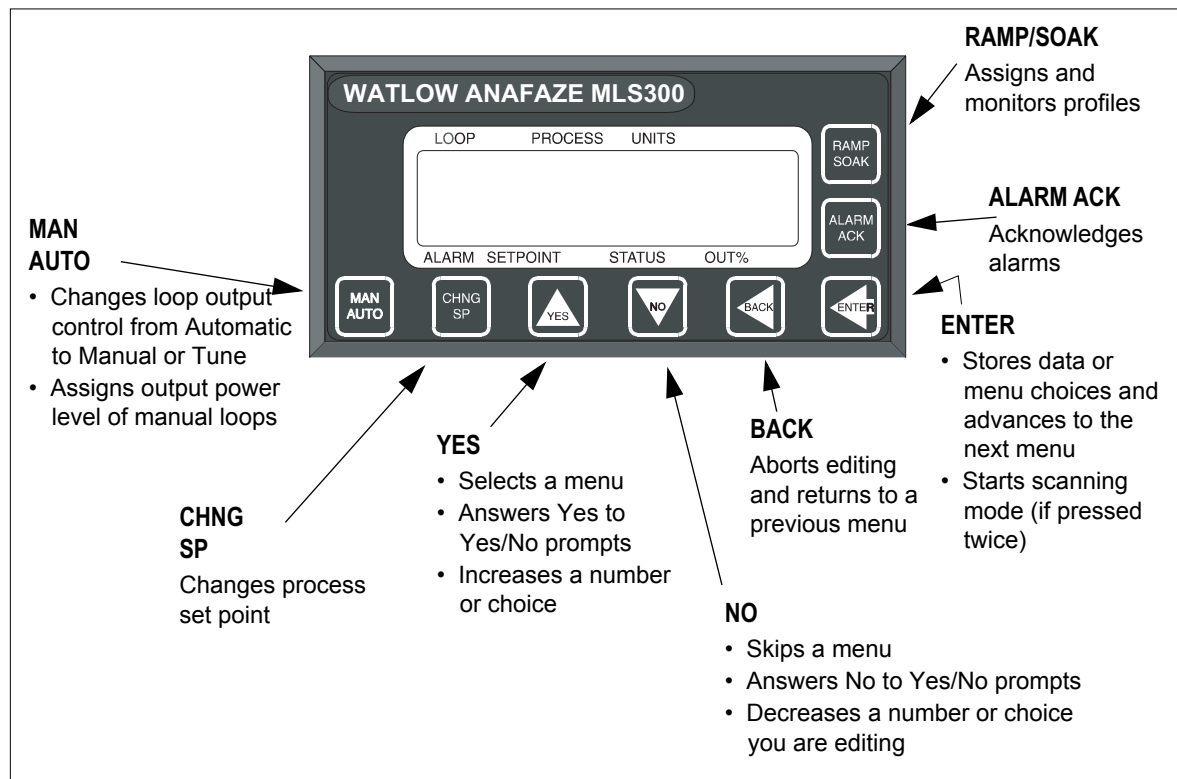 RAMP/SOAK
Assigns and
monitors profiles
WATLOW ANAFAZE MLS300
LOOP PROCESS UNITS
RAMP
SOAK
ALARM
ACK
ALARM SETPOINT STATUS OUT%
MAN
AUTO
CHNG
SP
YES
NO
BACK
ENTER
ALARM ACK
Acknowledges
alarms
MAN
AUTO
• Changes loop output
control from Automatic
to Manual or Tune
• Assigns output power
level of manual loops
CHNG
SP
Changes process
set point
YES
• Selects a menu
• Answers Yes to
Yes/No prompts
• Increases a number
or choice
BACK
Aborts editing
and returns to a
previous menu
ENTER
• Stores data or
menu choices and
advances to the
next menu
• Starts scanning
mode (if pressed
twice)
NO
• Skips a menu
• Answers No to Yes/No prompts
• Decreases a number or choice
you are editing